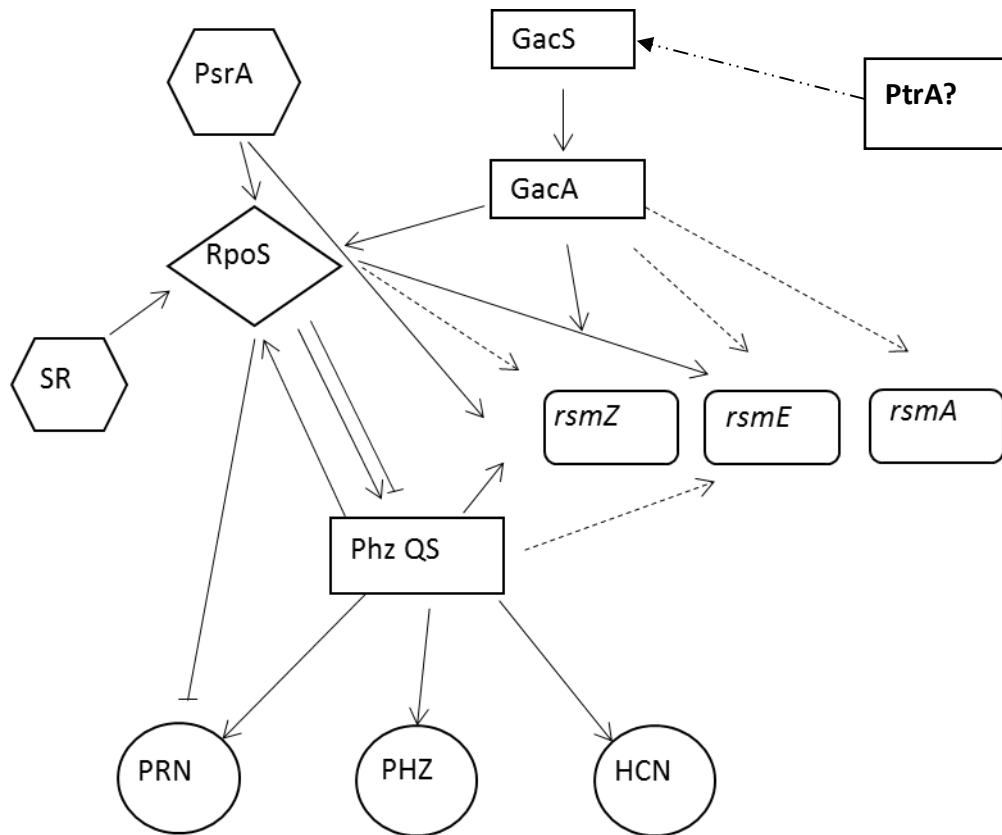 GacS
PsrA
PtrA?
GacA
RpoS
SR
rsmZ
rsmE
rsmA
Phz QS
PRN
PHZ
HCN